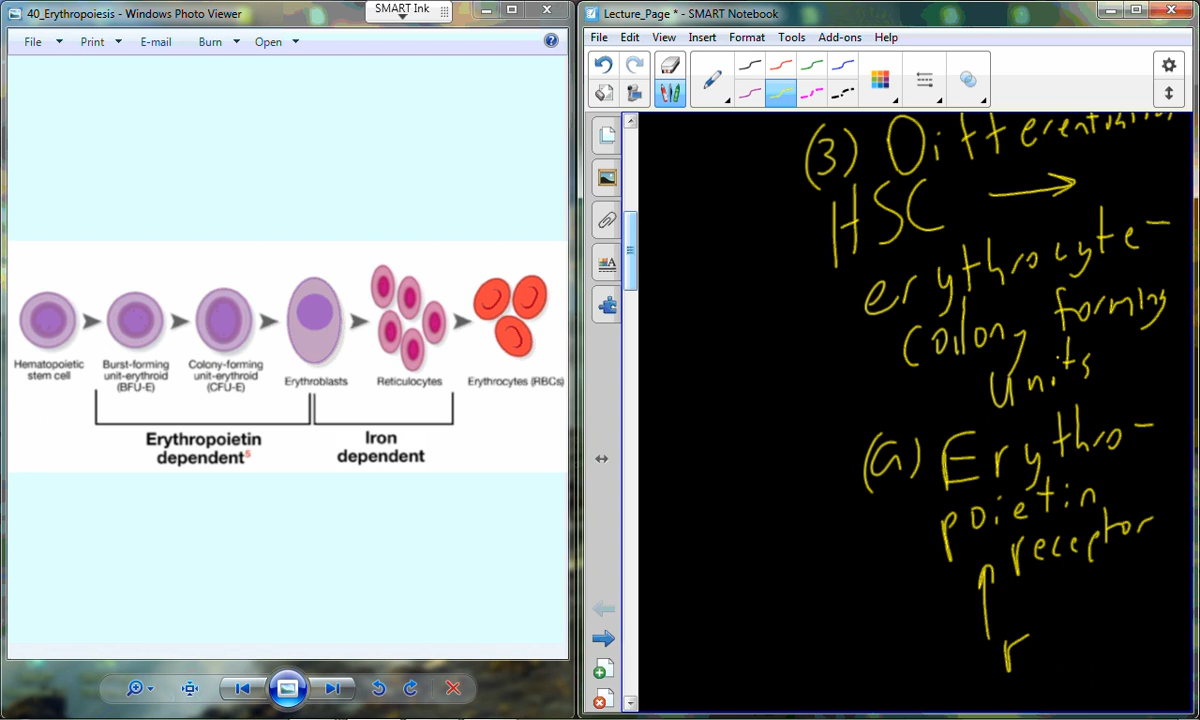 40_Erythropoiesis - Windows Photo Viewer
SMART Ink
File Print E-mail Burn Open
Hematopoietic stem cell
Burst-forming unit-erythroid (BFU-E)
Colony-forming unit-erythroid (CFU-E)
Erythroblasts
Reticulocytes
Erythrocytes (RBCs)
Erythropoietin
dependent5
Iron
dependent
Lecture_Page * - SMART Notebook
File Edit View Insert Format Tools Add-ons Help
(3) Differentiation
HSC →
erythrocyte-
colony forming
units
(a) Erythro-
poietin
receptor
r